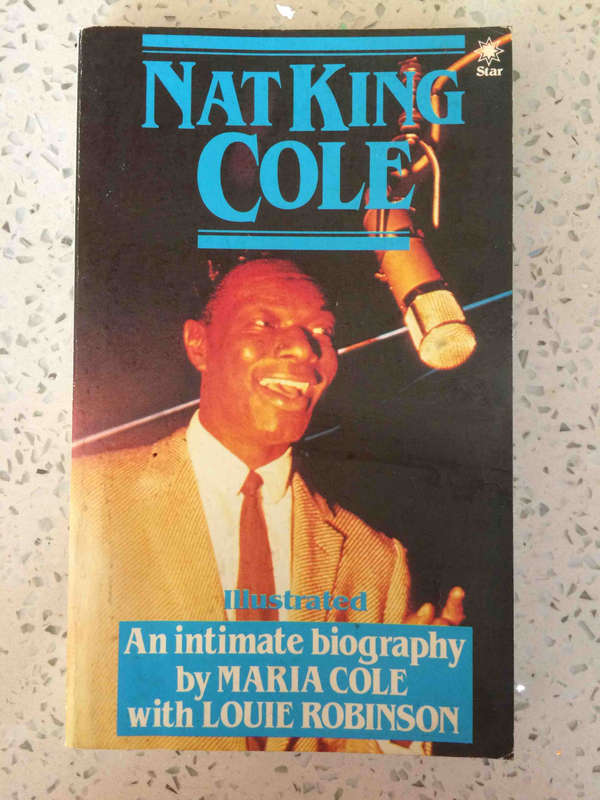 Star
NAT KING
COLE
Illustrated
An intimate biography
by MARIA COLE
with LOUIE ROBINSON